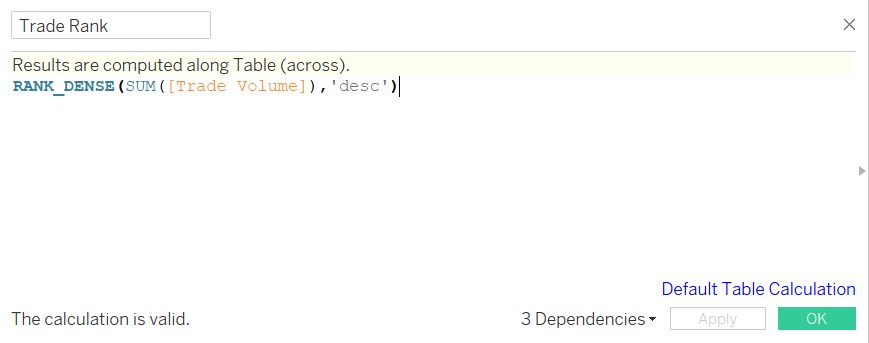 Trade Rank
Results are computed along Table (across).
RANK_DENSE(SUM([Trade Volume]),'desc')
Default Table Calculation
The calculation is valid.
3 Dependencies
Apply
OK